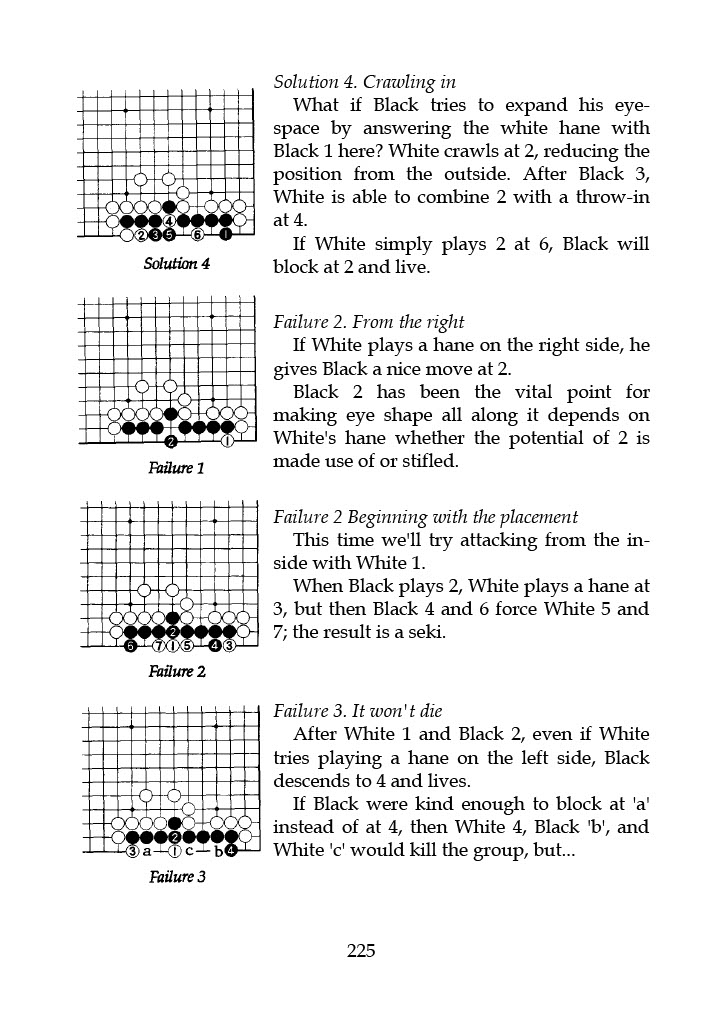 Solution 4. Crawling in
What if Black tries to expand his eye-
space by answering the white hane with
Black 1 here? White crawls at 2, reducing the
position from the outside. After Black 3,
White is able to combine 2 with a throw-in
at 4.
If White simply plays 2 at 6, Black will
block at 2 and live.
4
2 3 5 6 1
Solution 4
Failure 2. From the right
If White plays a hane on the right side, he
gives Black a nice move at 2.
Black 2 has been the vital point for
making eye shape all along it depends on
White's hane whether the potential of 2 is
made use of or stifled.
2 1
Failure 1
Failure 2 Beginning with the placement
This time we'll try attacking from the in-
side with White 1.
When Black plays 2, White plays a hane at
3, but then Black 4 and 6 force White 5 and
7; the result is a seki.
2
6 7 1 5 4 3
Failure 2
Failure 3. It won't die
After White 1 and Black 2, even if White
tries playing a hane on the left side, Black
descends to 4 and lives.
If Black were kind enough to block at 'a'
instead of at 4, then White 4, Black 'b', and
White 'c' would kill the group, but...
2
3 a 1 c b 4
Failure 3
225